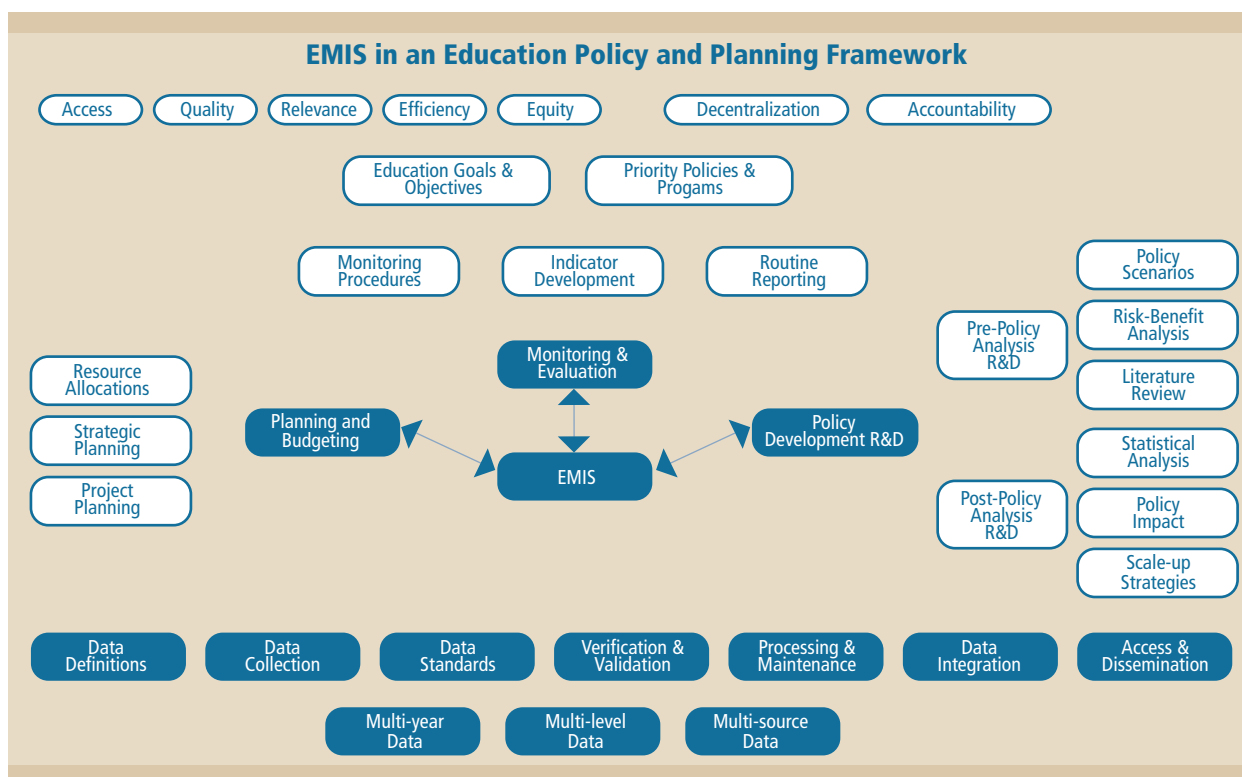 EMIS in an Education Policy and Planning Framework
Access
Quality
Relevance
Efficiency
Equity
Decentralization
Accountability
Education Goals &
Objectives
Priority Policies &
Progams
Monitoring
Procedures
Indicator
Development
Routine
Reporting
Policy
Scenarios
Risk-Benefit
Analysis
Literature
Review
Pre-Policy
Analysis
R&D
Monitoring &
Evaluation
Resource
Allocations
Strategic
Planning
Project
Planning
Planning and
Budgeting
EMIS
Policy
Development R&D
Statistical
Analysis
Policy
Impact
Scale-up
Strategies
Post-Policy
Analysis
R&D
Data
Definitions
Data
Collection
Data
Standards
Verification &
Validation
Processing &
Maintenance
Data
Integration
Access &
Dissemination
Multi-year
Data
Multi-level
Data
Multi-source
Data